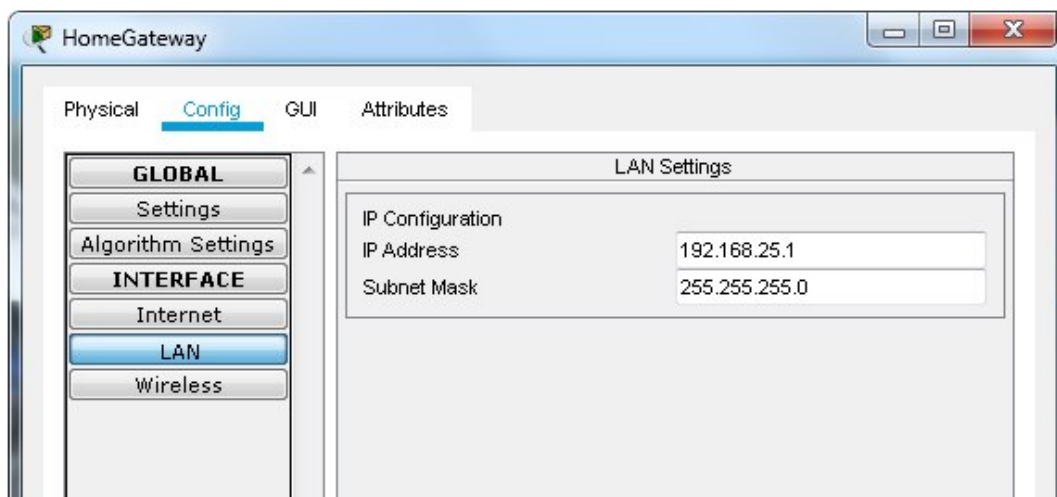 HomeGateway
Physical Config GUI Attributes
GLOBAL
Settings
Algorithm Settings
INTERFACE
Internet
LAN
Wireless
LAN Settings
IP Configuration
IP Address 192.168.25.1
Subnet Mask 255.255.255.0